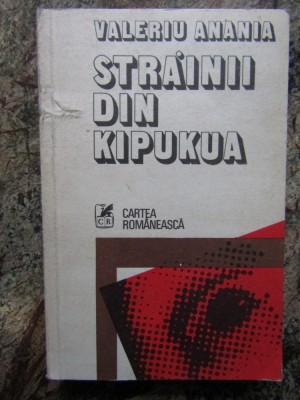 VALERIU ANANIA
STRĂINII
DIN
KIPUKUA
CR
CARTEA
ROMÂNEASCĂ